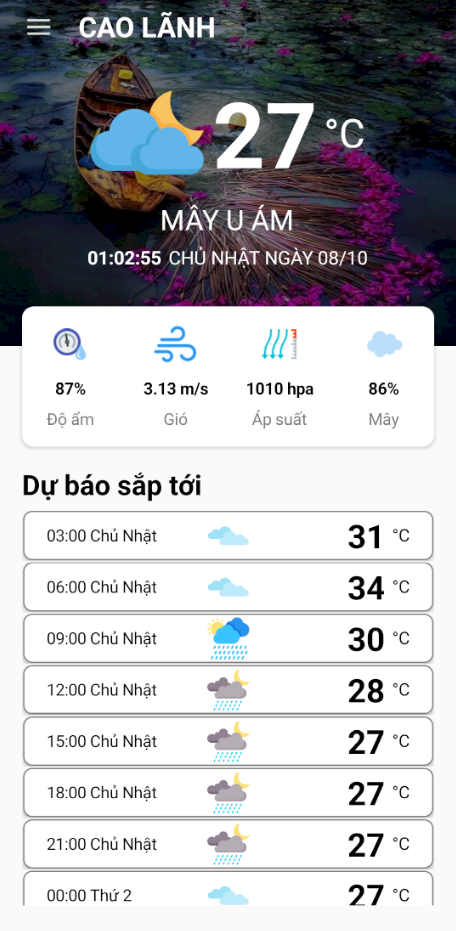 CAO LÃNH
27 °C
MÂY U ÁM
01:02:55 CHỦ NHẬT NGÀY 08/10
87% 3.13 m/s 1010 hpa 86%
Độ ẩm Gió Áp suất Mây
Dự báo sắp tới
03:00 Chủ Nhật 31 °C
06:00 Chủ Nhật 34 °C
09:00 Chủ Nhật 30 °C
12:00 Chủ Nhật 28 °C
15:00 Chủ Nhật 27 °C
18:00 Chủ Nhật 27 °C
21:00 Chủ Nhật 27 °C
00:00 Thứ 2 27 °C